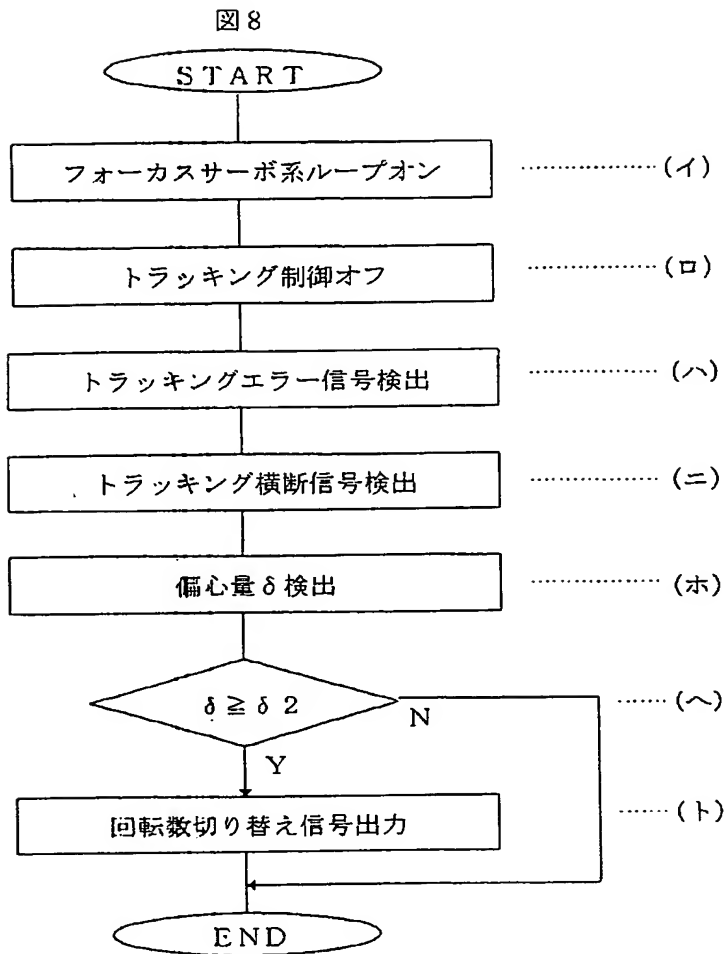 図8
START
フォーカスサーボ系ループオン ……………(イ)
トラッキング制御オフ ……………(ロ)
トラッキングエラー信号検出 ……………(ハ)
トラッキング横断信号検出 ……………(ニ)
偏心量δ検出 ……………(ホ)
δ≧δ2 ……(ヘ)
N
Y
回転数切り替え信号出力 ……(ト)
END